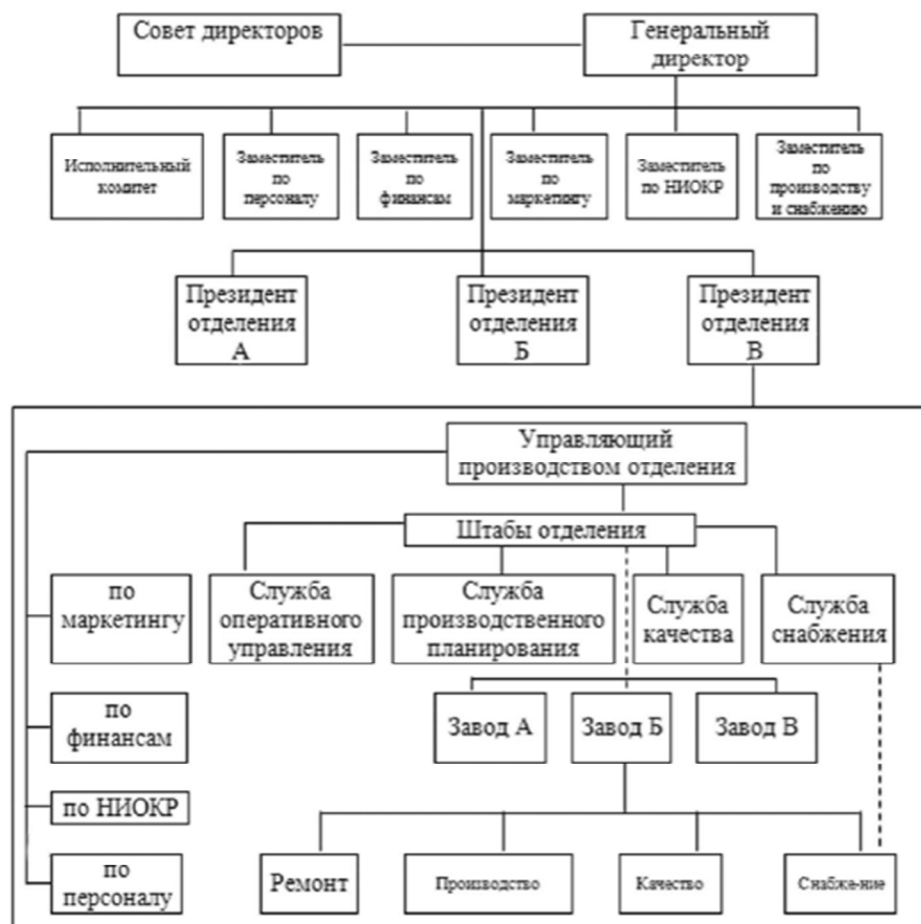 Совет директоров
Генеральный
директор
Исполнительный
комитет
Заместитель
по
персоналу
Заместитель
по
финансам
Заместитель
по
маркетингу
Заместитель
по НИОКР
Заместитель
по
производству
и снабжению
Президент
отделения
А
Президент
отделения
Б
Президент
отделения
В
Управляющий
производством отделения
Штабы отделения
по
маркетингу
Служба
оперативного
управления
Служба
производственного
планирования
Служба
качества
Служба
снабжения
по
финансам
Завод А
Завод Б
Завод В
по НИОКР
по
персоналу
Ремонт
Производство
Качество
Снабже-ние